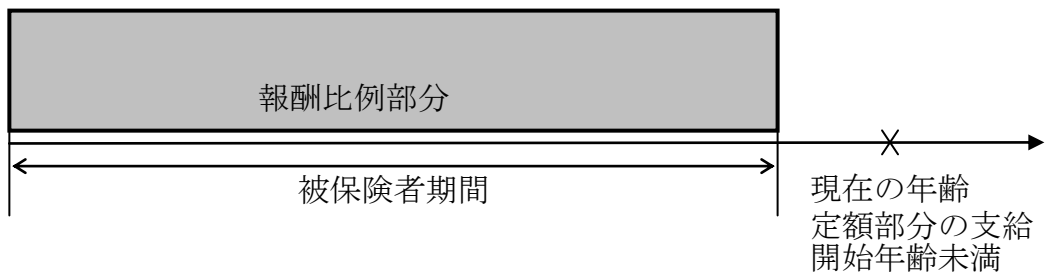 報酬比例部分
被保険者期間
現在の年齢
定額部分の支給
開始年齢未満